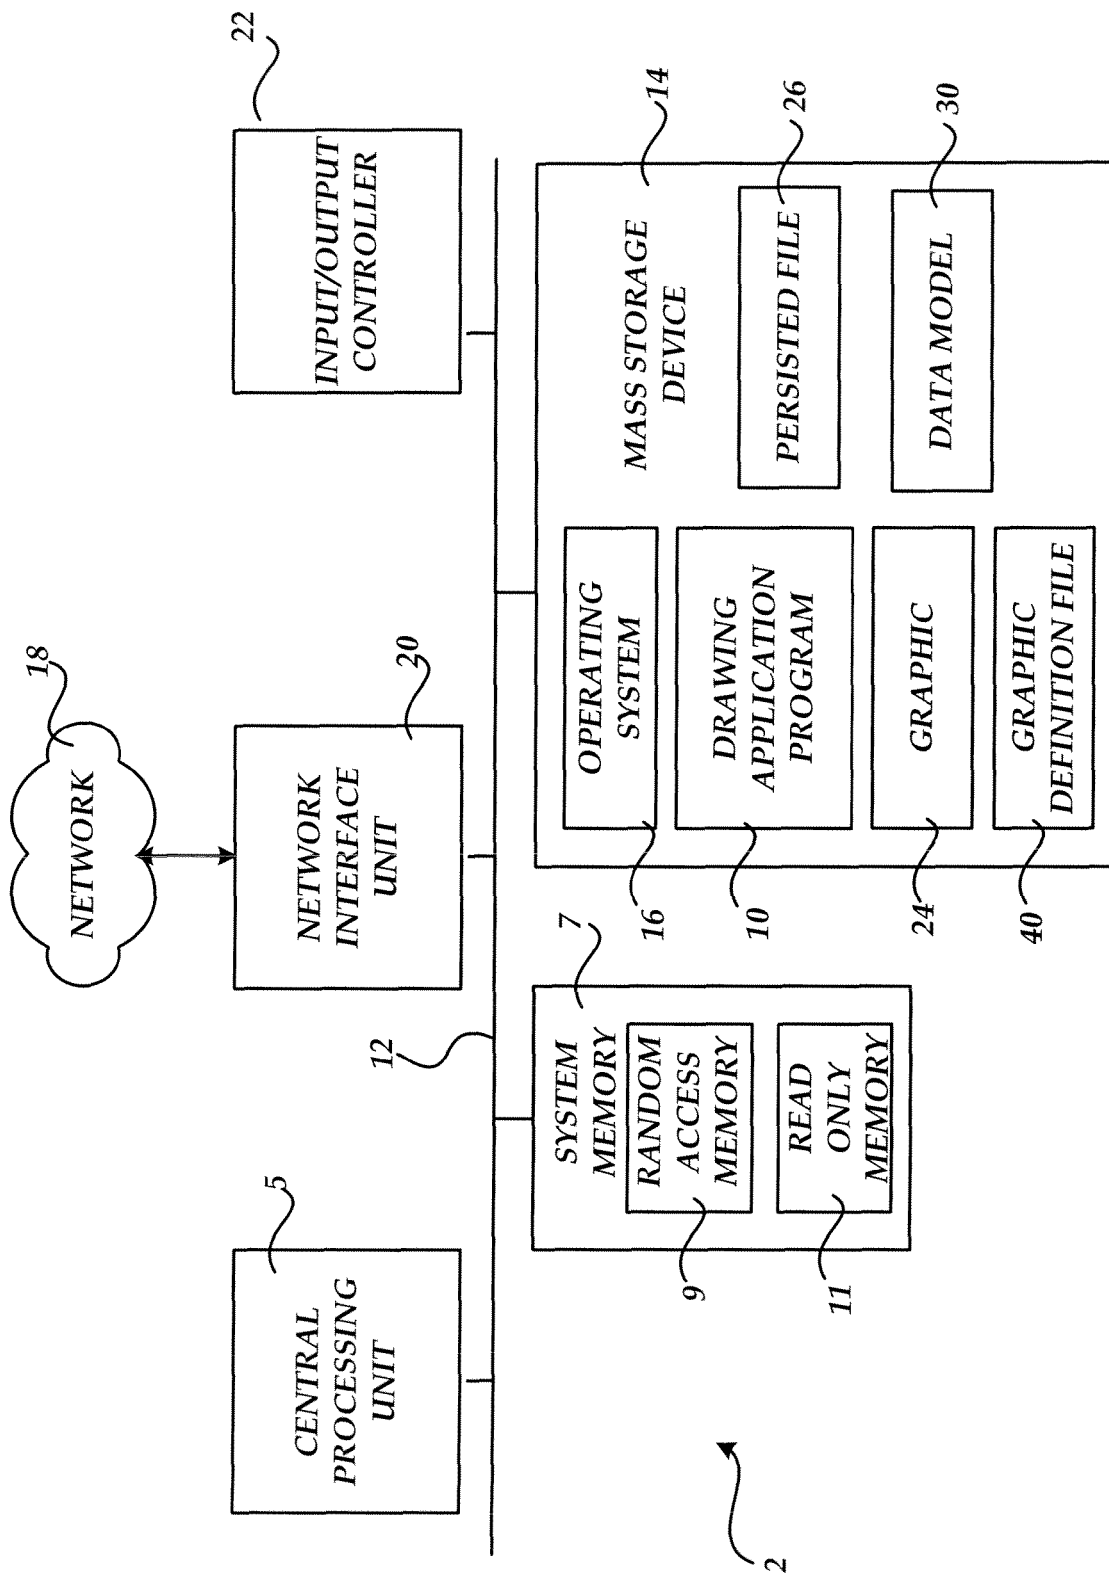 18
NETWORK
5
CENTRAL
PROCESSING
UNIT
20
NETWORK
INTERFACE
UNIT
22
INPUT/OUTPUT
CONTROLLER
12
7
SYSTEM
MEMORY
RANDOM
ACCESS
MEMORY
9
READ
ONLY
MEMORY
11
14
MASS STORAGE
DEVICE
OPERATING
SYSTEM
16
DRAWING
APPLICATION
PROGRAM
10
GRAPHIC
24
GRAPHIC
DEFINITION FILE
40
PERSISTED FILE
26
DATA MODEL
30
2